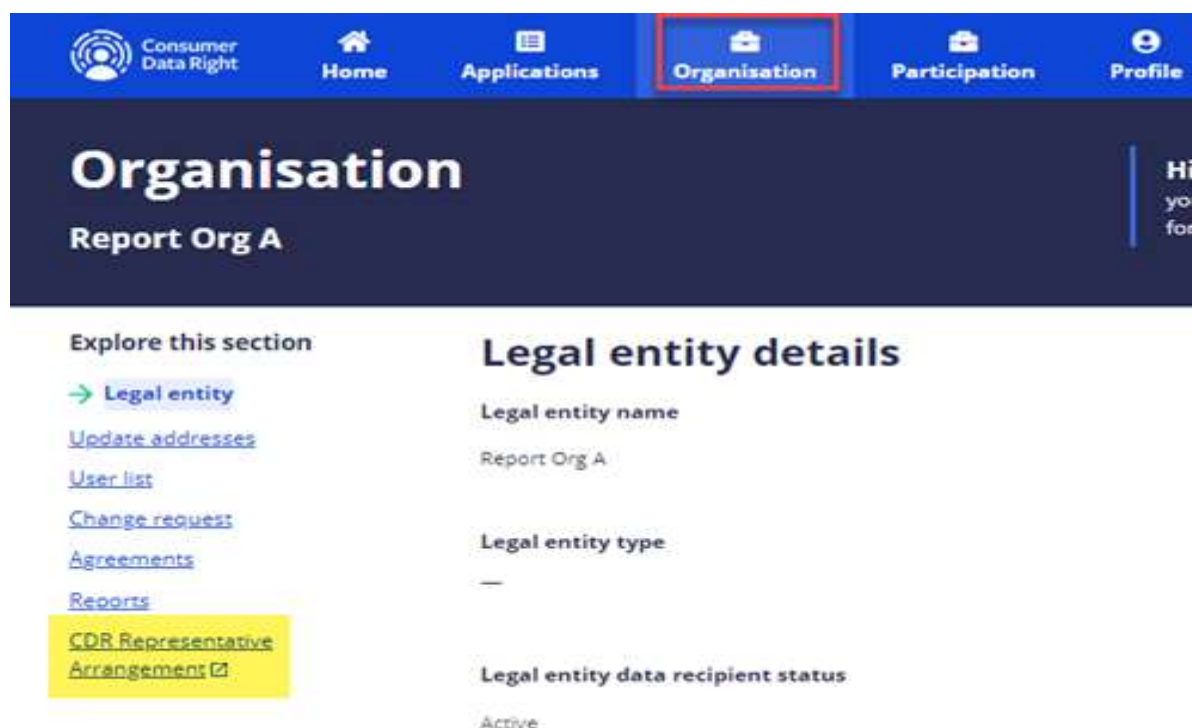 Consumer
Data Right
Home
Applications
Organisation
Participation
Profile
Organisation
Report Org A
Hi
Explore this section
Legal entity
Update addresses
User list
Change request
Agreements
Reports
CDR Representative
Arrangement
Legal entity details
Legal entity name
Report Org A
Legal entity type
—
Legal entity data recipient status
Active